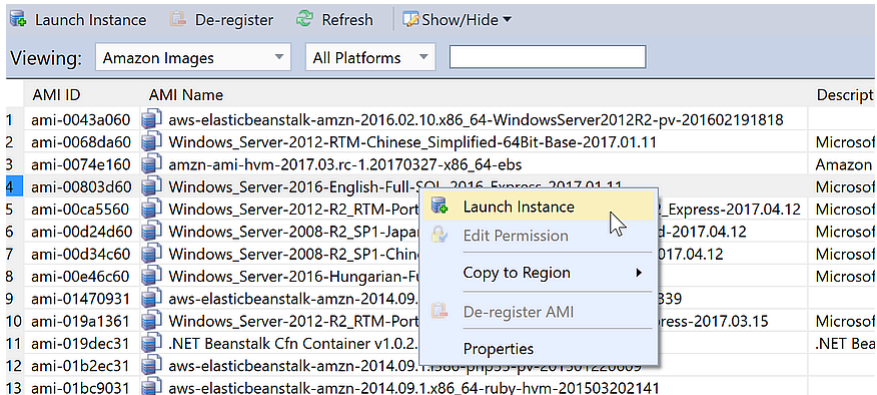 Launch Instance De-register Refresh Show/Hide
Viewing: Amazon Images All Platforms
AMI ID AMI Name Descript
1 ami-0043a060 aws-elasticbeanstalk-amzn-2016.02.10.x86_64-WindowsServer2012R2-pv-201602191818
2 ami-0068da60 Windows_Server-2012-RTM-Chinese_Simplified-64Bit-Base-2017.01.11 Microsof
3 ami-0074e160 amzn-ami-hvm-2017.03.rc-1.20170327-x86_64-ebs Amazon
4 ami-00803d60 Windows_Server-2016-English-Full-SQL_2016_Express-2017.01.11
Launch Instance
5 ami-00ca5560 Windows_Server-2012-R2_RTM-Port _Express-2017.04.12 Microsof
Edit Permission
6 ami-00d24d60 Windows_Server-2008-R2_SP1-Japa d-2017.04.12 Microsof
7 ami-00d34c60 Windows_Server-2008-R2_SP1-Chin 017.04.12 Microsof
Copy to Region
8 ami-00e46c60 Windows_Server-2016-Hungarian-Fu Microsof
9 ami-01470931 aws-elasticbeanstalk-amzn-2014.09. 339
De-register AMI
10 ami-019a1361 Windows_Server-2012-R2_RTM-Port ress-2017.03.15 Microsof
11 ami-019dec31 .NET Beanstalk Cfn Container v1.0.2. .NET Bea
Properties
12 ami-01b2ec31 aws-elasticbeanstalk-amzn-2014.09.1.i386-php55-pv-201501220609
13 ami-01bc9031 aws-elasticbeanstalk-amzn-2014.09.1.x86_64-ruby-hvm-201503202141